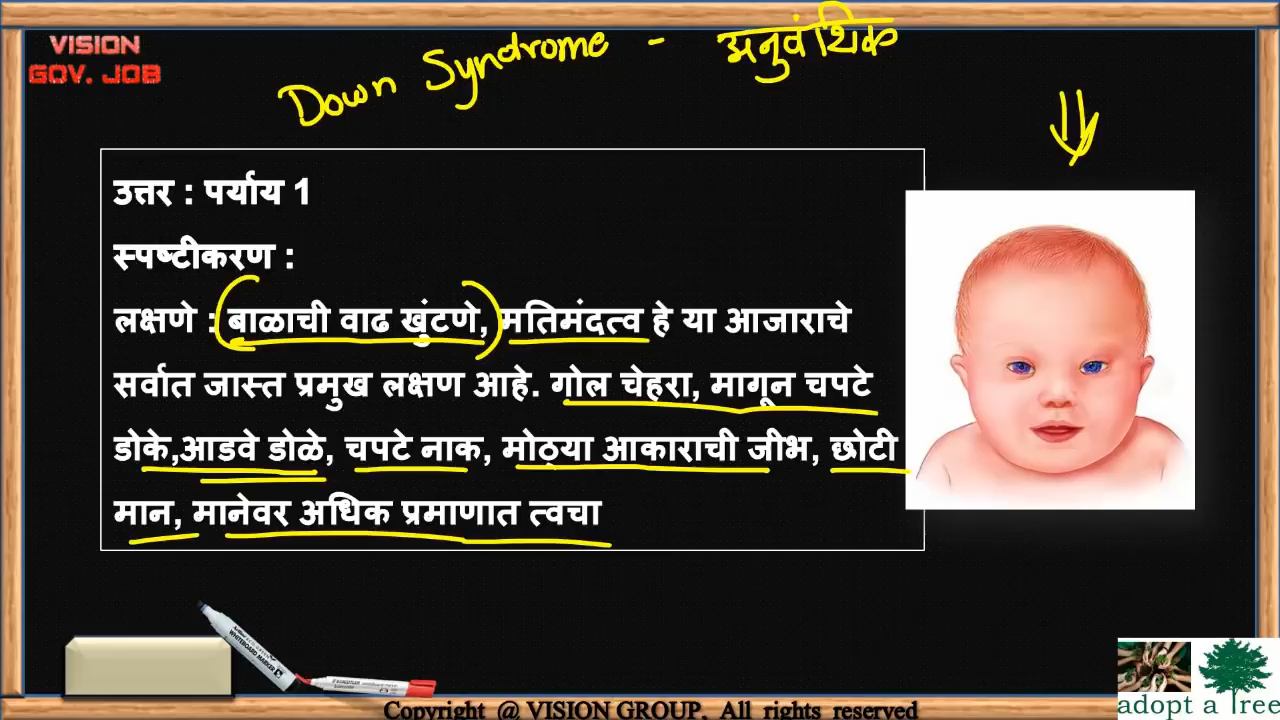 VISION
GOV. JOB
Down Syndrome - अनुवंशिक
उत्तर : पर्याय 1
स्पष्टीकरण :
लक्षणे : बाळाची वाढ खुंटणे, मतिमंदत्व हे या आजाराचे
सर्वात जास्त प्रमुख लक्षण आहे. गोल चेहरा, मागून चपटे
डोके,आडवे डोळे, चपटे नाक, मोठ्या आकाराची जीभ, छोटी
मान, मानेवर अधिक प्रमाणात त्वचा
WHITEBOARD MARKER
adopt a Tree
Copyright @ VISION GROUP. All rights reserved